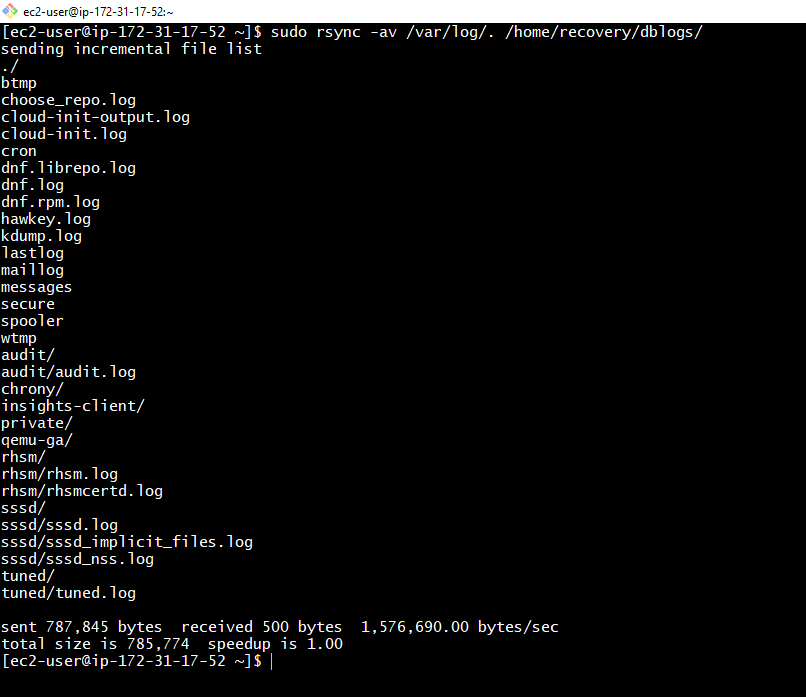 ec2-user@ip-172-31-17-52:~
[ec2-user@ip-172-31-17-52 ~]$ sudo rsync -av /var/log/. /home/recovery/dblogs/
sending incremental file list
./
btmp
choose_repo.log
cloud-init-output.log
cloud-init.log
cron
dnf.librepo.log
dnf.log
dnf.rpm.log
hawkey.log
kdump.log
lastlog
maillog
messages
secure
spooler
wtmp
audit/
audit/audit.log
chrony/
insights-client/
private/
qemu-ga/
rhsm/
rhsm/rhsm.log
rhsm/rhsmcertd.log
sssd/
sssd/sssd.log
sssd/sssd_implicit_files.log
sssd/sssd_nss.log
tuned/
tuned/tuned.log
sent 787,845 bytes  received 500 bytes  1,576,690.00 bytes/sec
total size is 785,774  speedup is 1.00
[ec2-user@ip-172-31-17-52 ~]$